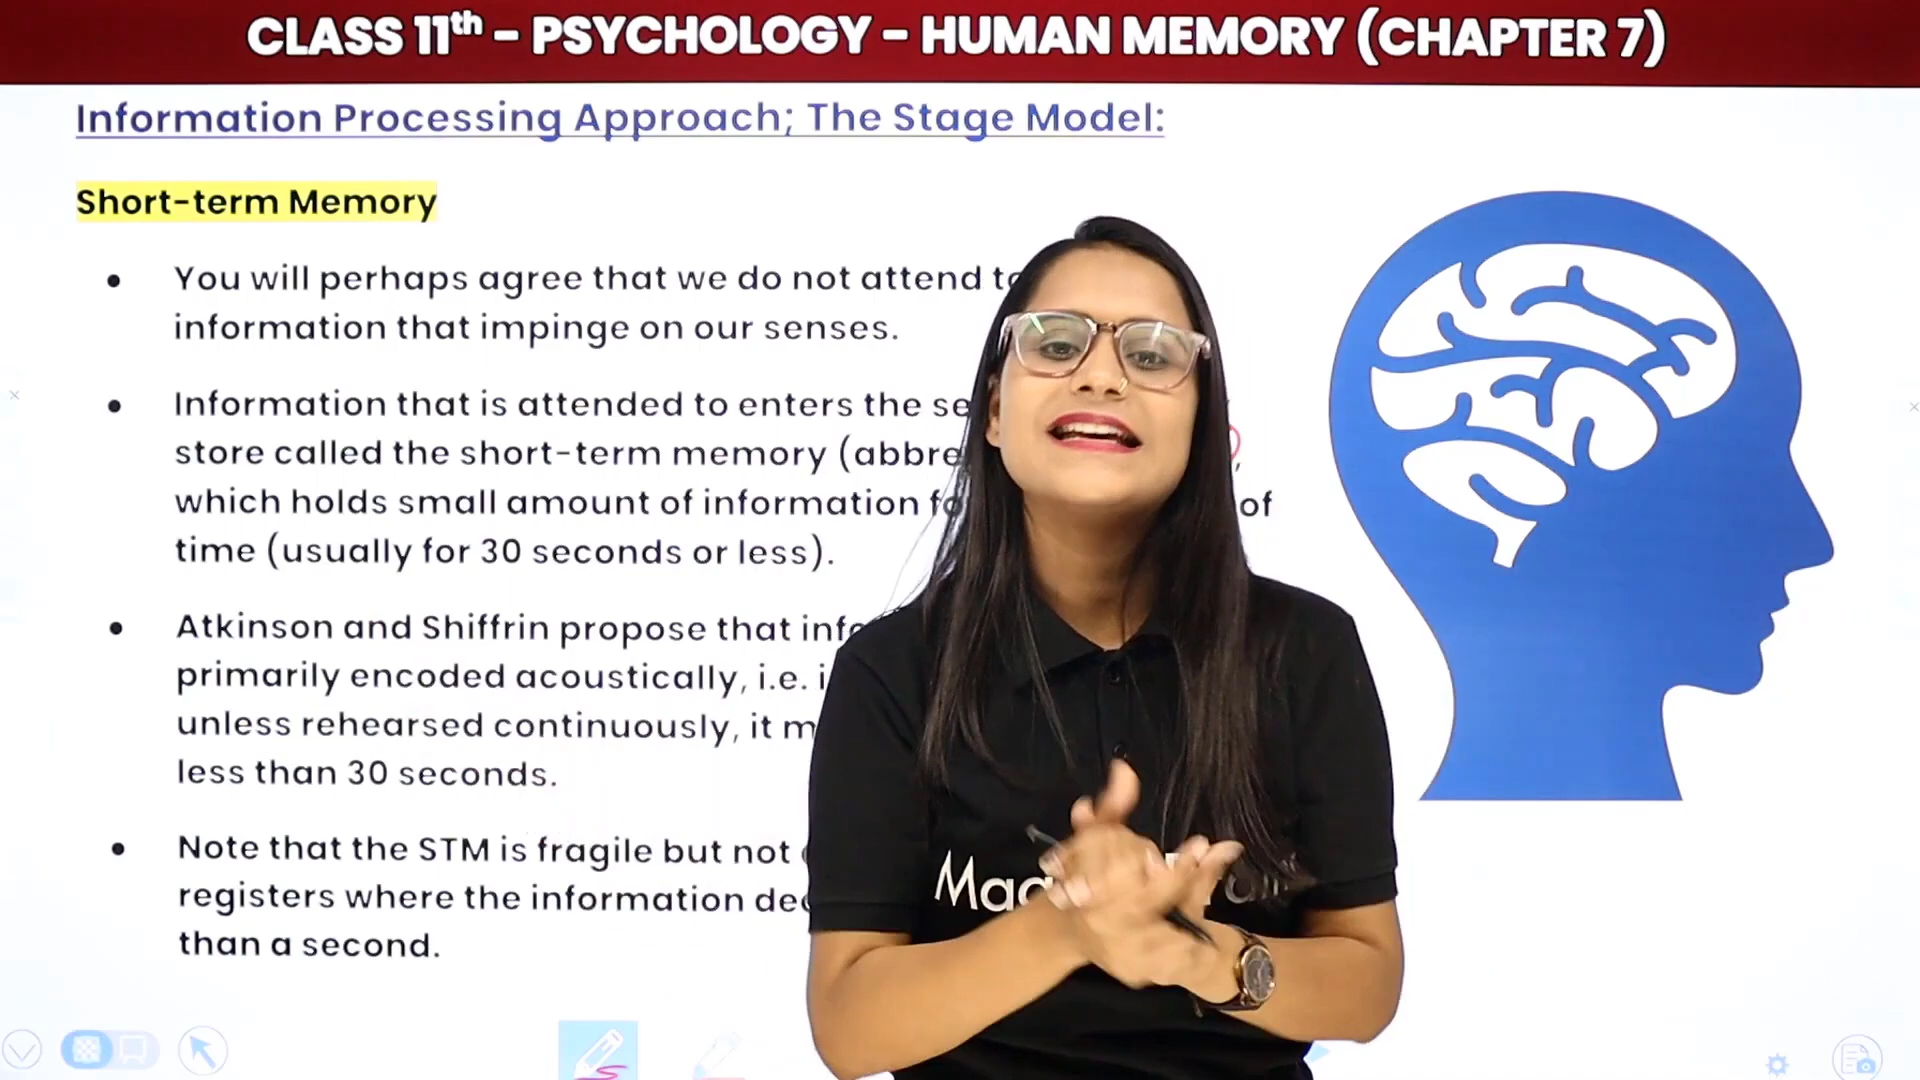 CLASS 11th - PSYCHOLOGY - HUMAN MEMORY (CHAPTER 7)
Information Processing Approach; The Stage Model:
Short-term Memory
• You will perhaps agree that we do not attend to
information that impinge on our senses.
• Information that is attended to enters the
store called the short-term memory
which holds small amount of information of
time (usually for 30 seconds or less).
• Atkinson and Shiffrin propose that
primarily encoded acoustically, i.e.
unless rehearsed continuously, it
less than 30 seconds.
• Note that the STM is fragile but not
registers where the information
than a second.